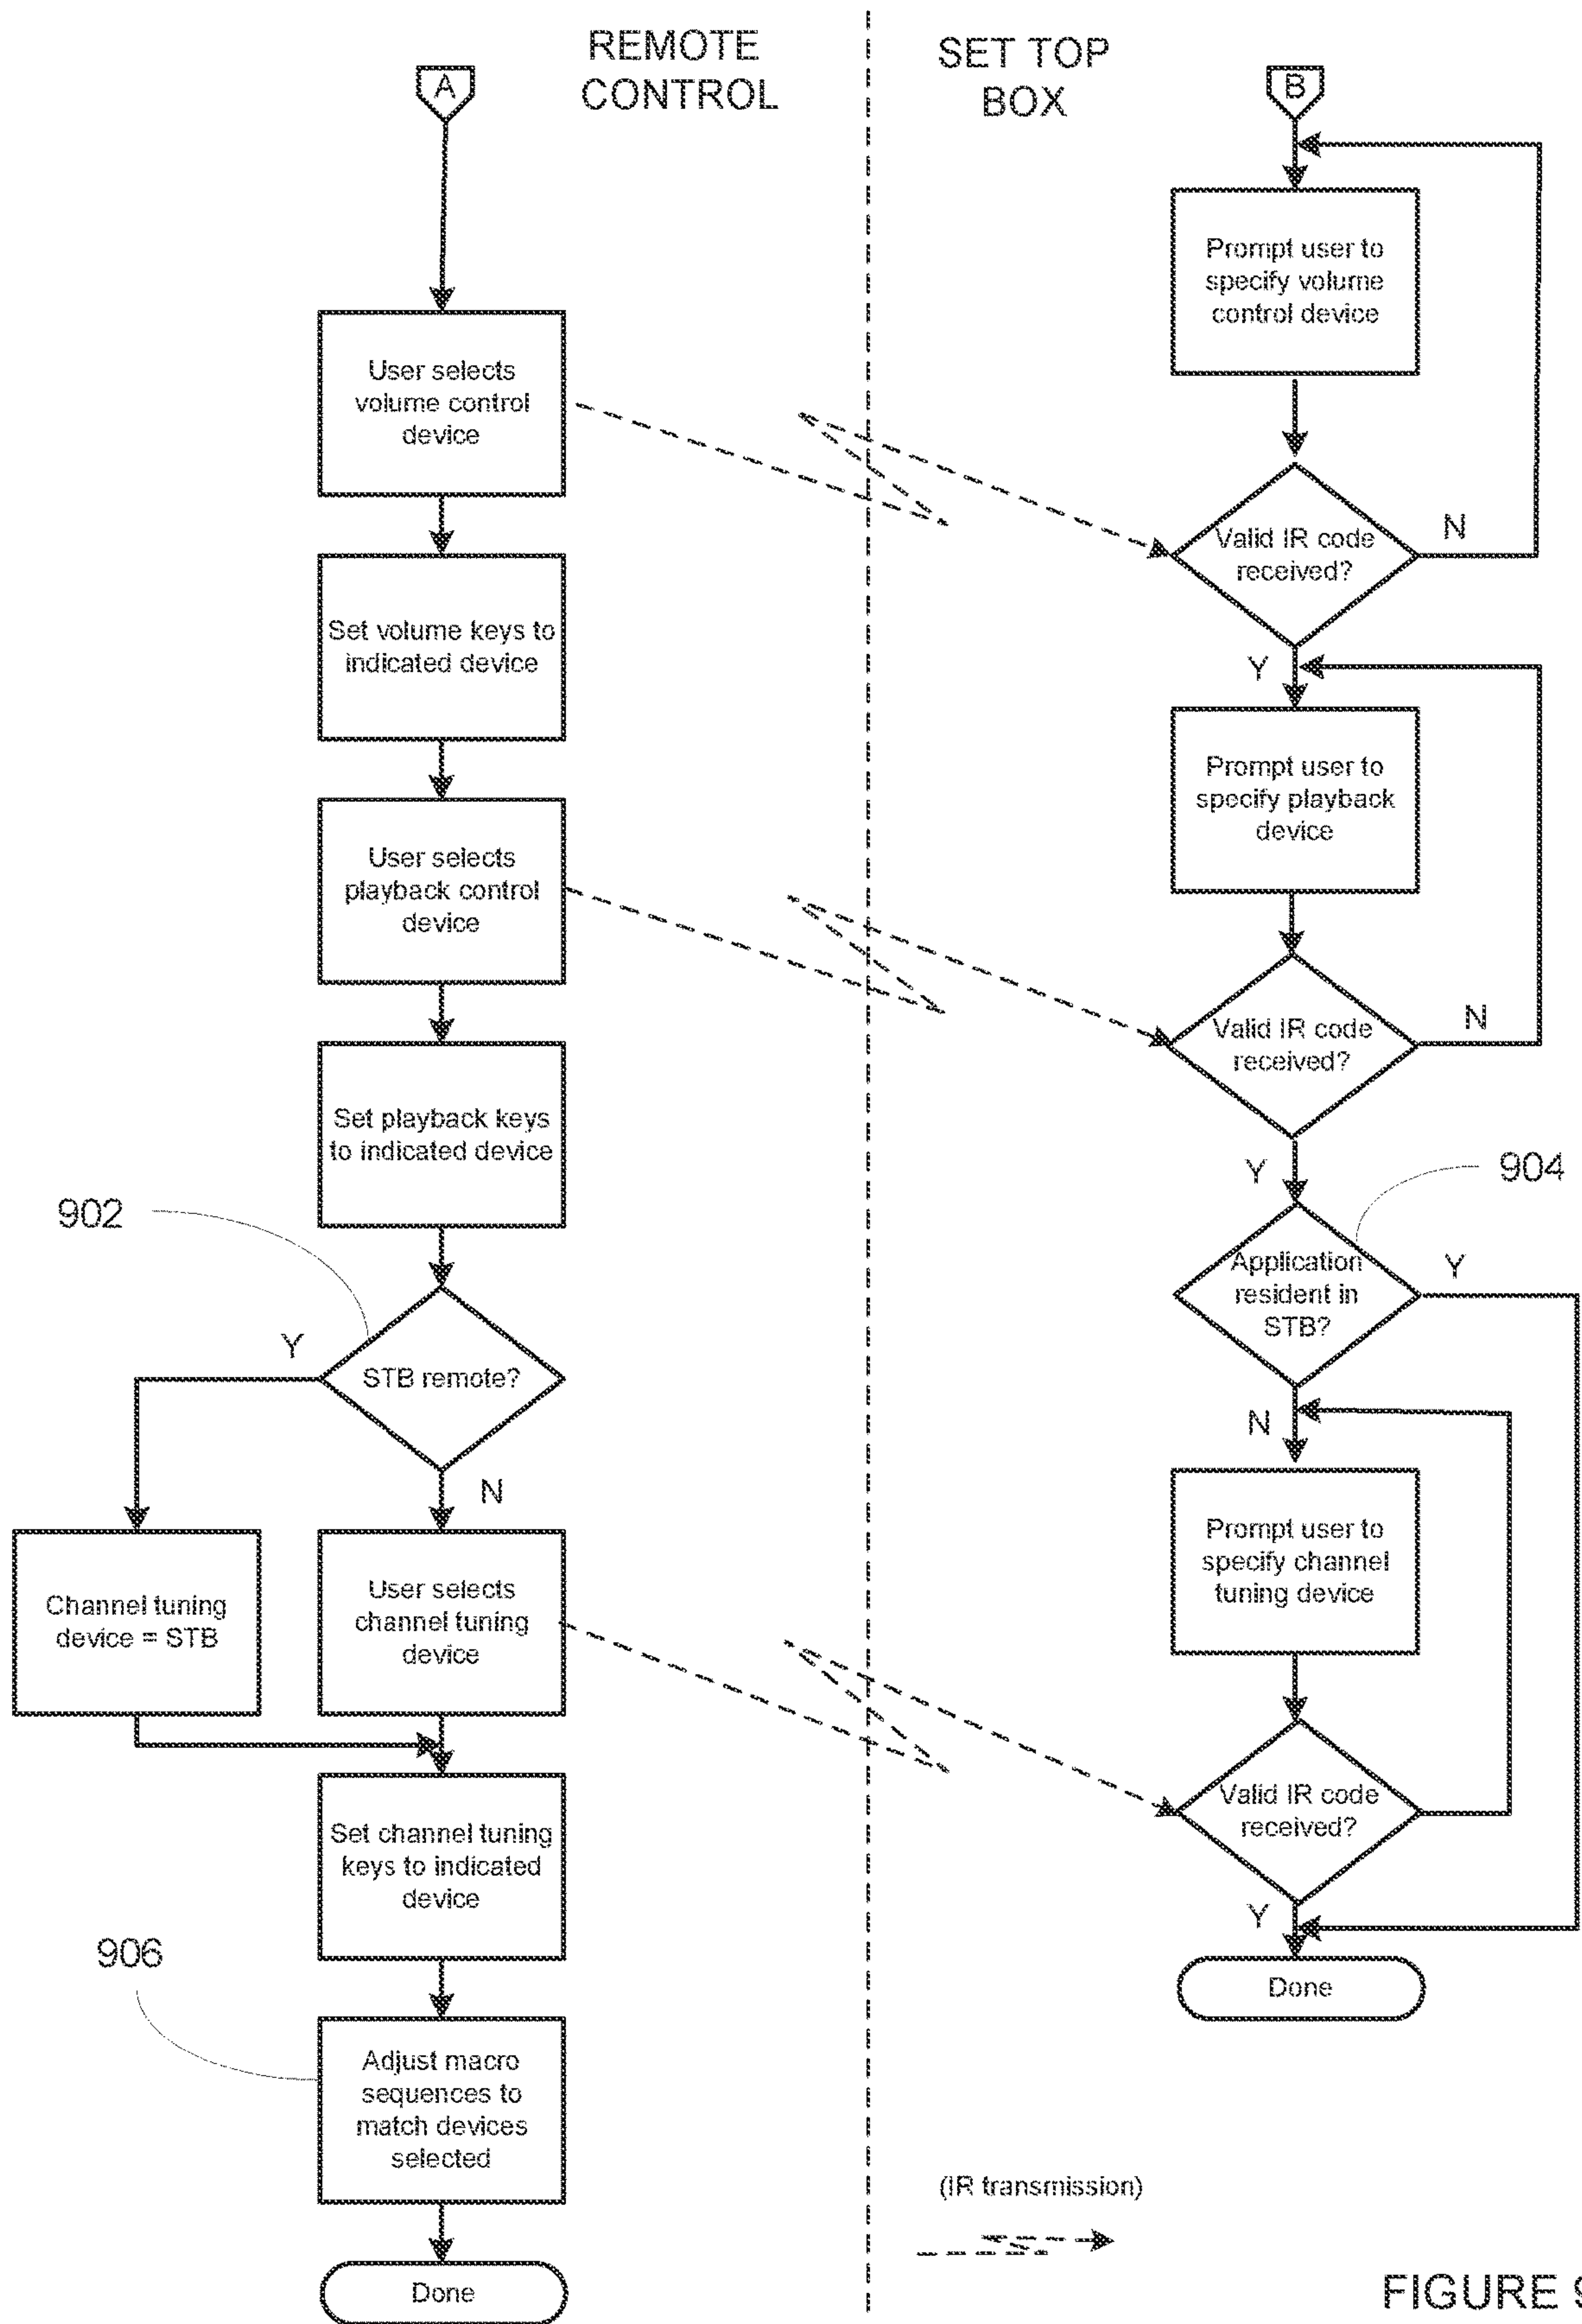 REMOTE
CONTROL
SET TOP
BOX
A
User selects
volume control
device
Set volume keys to
indicated device
User selects
playback control
device
Set playback keys
to indicated device
902
STB remote?
Y
N
Channel tuning
device = STB
User selects
channel tuning
device
Set channel tuning
keys to indicated
device
906
Adjust macro
sequences to
match devices
selected
Done
B
Prompt user to
specify volume
control device
Valid IR code
received?
N
Y
Prompt user to
specify playback
device
Valid IR code
received?
N
Y
904
Application
resident in
STB?
Y
N
Prompt user to
specify channel
tuning device
Valid IR code
received?
Y
Done
(IR transmission)
FIGURE 9